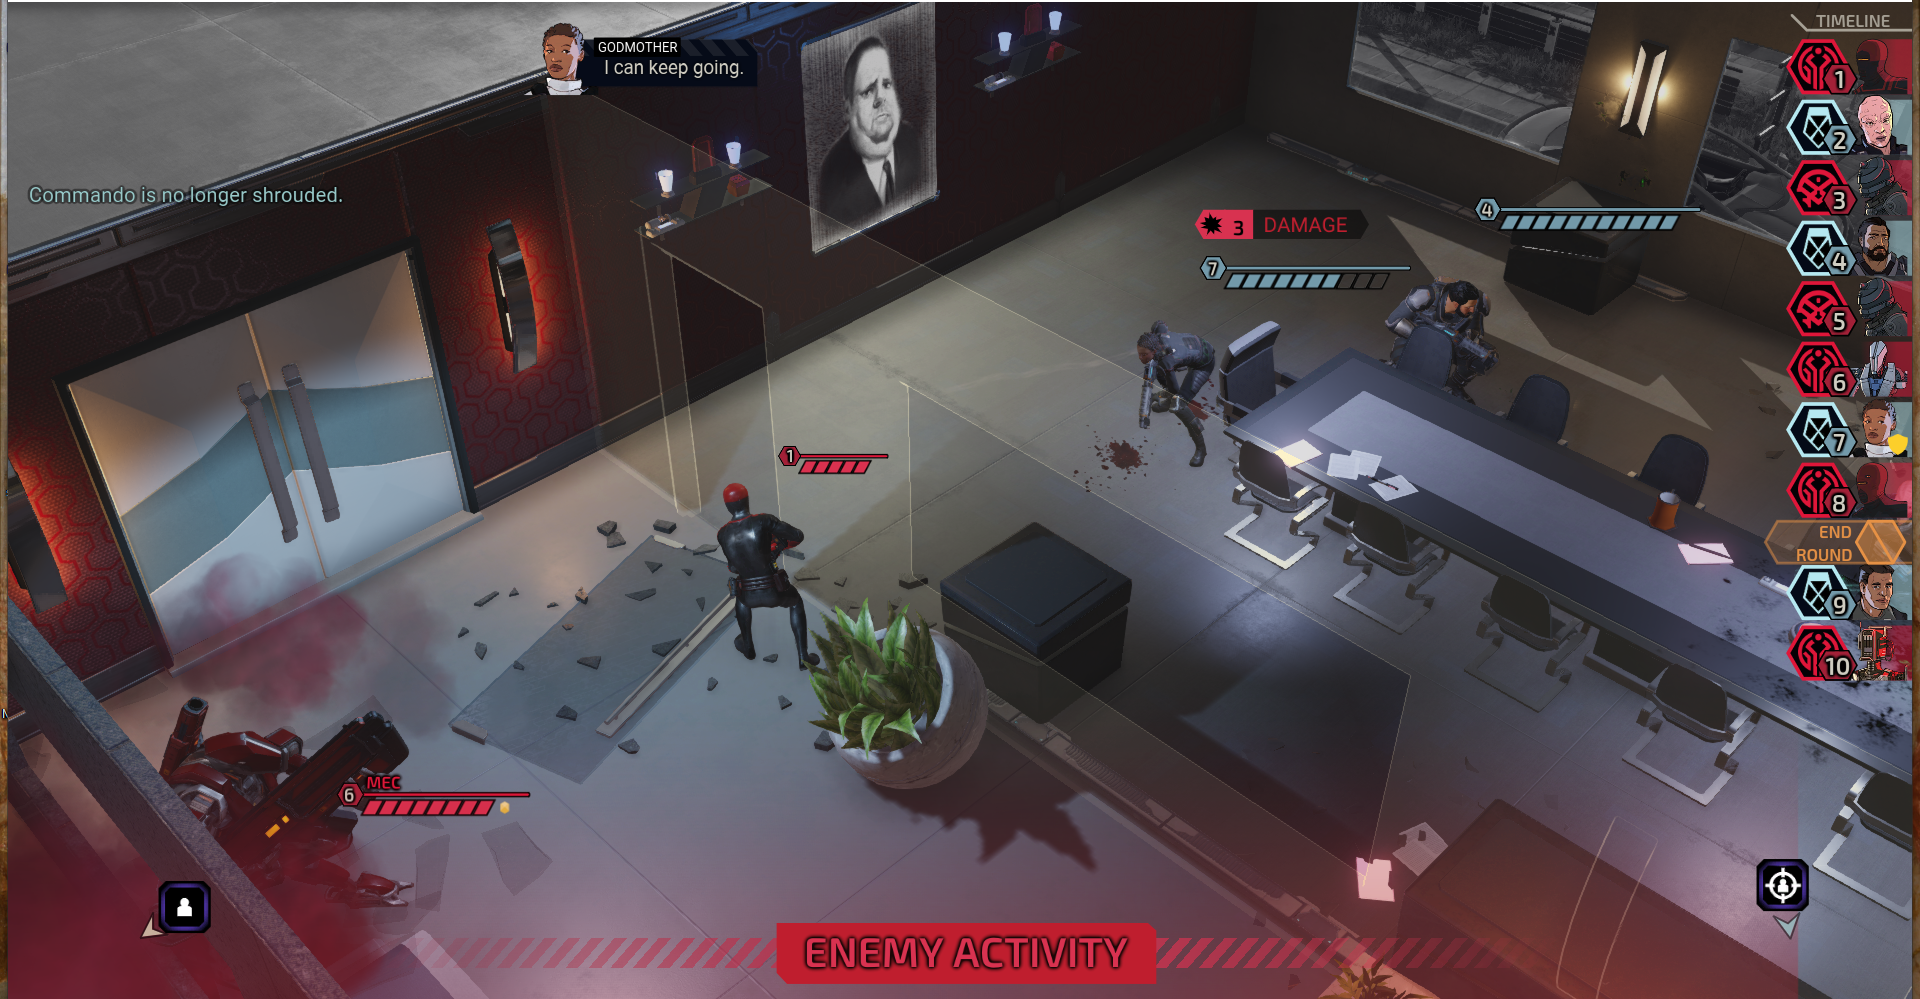 GODMOTHER
I can keep going.
Commando is no longer shrouded.
3 DAMAGE
4
7
1
MEC
6
TIMELINE
1
2
3
4
5
6
7
8
END
ROUND
9
10
ENEMY ACTIVITY